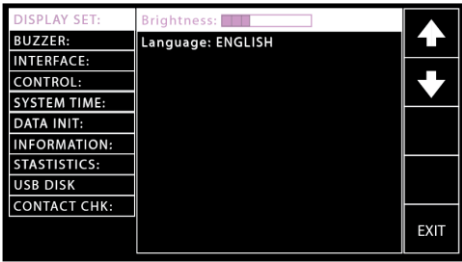 DISPLAY SET:
Brightness:
BUZZER:
Language: ENGLISH
INTERFACE:
CONTROL:
SYSTEM TIME:
DATA INIT:
INFORMATION:
STASTISTICS:
USB DISK
CONTACT CHK:
EXIT